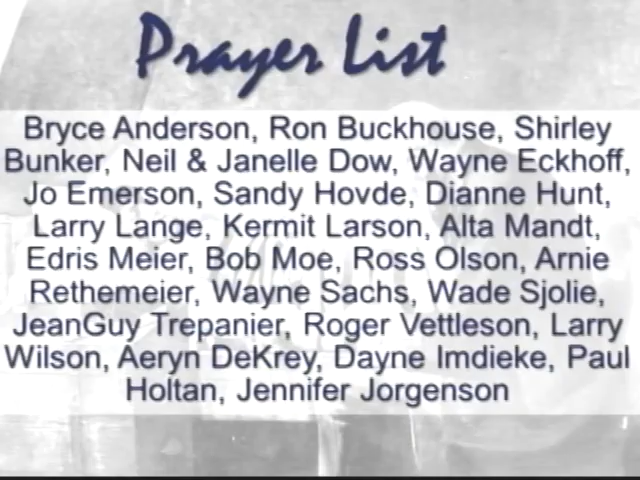 Prayer List
Bryce Anderson, Ron Buckhouse, Shirley
Bunker, Neil & Janelle Dow, Wayne Eckhoff,
Jo Emerson, Sandy Hovde, Dianne Hunt,
Larry Lange, Kermit Larson, Alta Mandt,
Edris Meier, Bob Moe, Ross Olson, Arnie
Rethemeier, Wayne Sachs, Wade Sjolie,
JeanGuy Trepanier, Roger Vettleson, Larry
Wilson, Aeryn DeKrey, Dayne Imdieke, Paul
Holtan, Jennifer Jorgenson